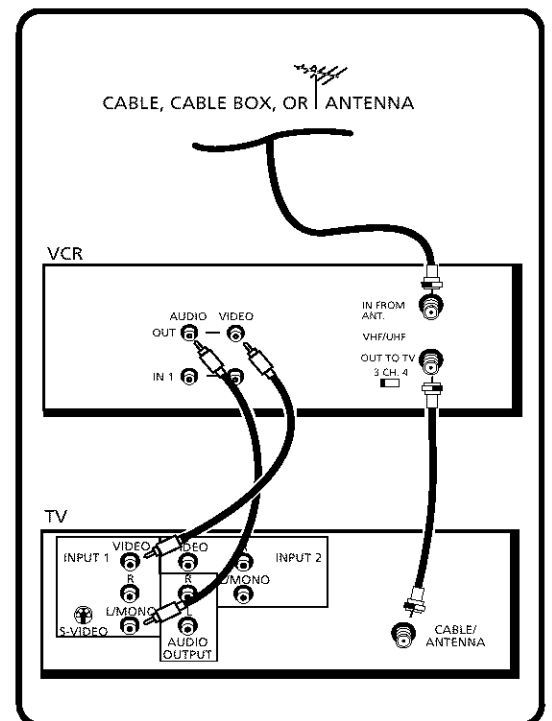 CABLE, CABLE BOX, OR ANTENNA
VCR
AUDIO VIDEO
OUT
IN 1
IN FROM
ANT.
VHF/UHF
OUT TO TV
3 CH. 4
TV
INPUT 1
VIDEO
R
L/MONO
S-VIDEO
R
L
AUDIO
OUTPUT
INPUT 2
CABLE/
ANTENNA